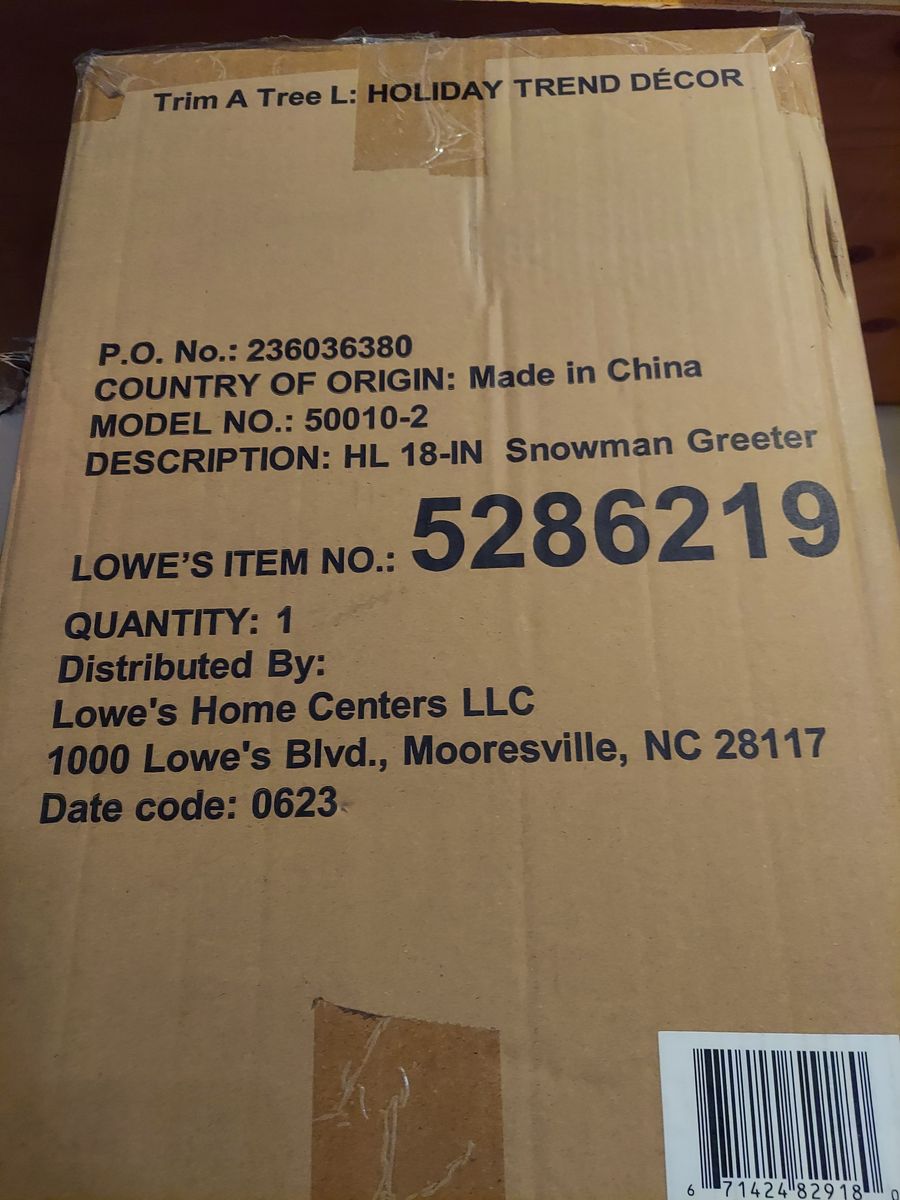 Trim A Tree L: HOLIDAY TREND DÉCOR
P.O. No.: 236036380
COUNTRY OF ORIGIN: Made in China
MODEL NO.: 50010-2
DESCRIPTION: HL 18-IN Snowman Greeter
LOWE'S ITEM NO.: 5286219
QUANTITY: 1
Distributed By:
Lowe's Home Centers LLC
1000 Lowe's Blvd., Mooresville, NC 28117
Date code: 0623
6 71424 82918 0